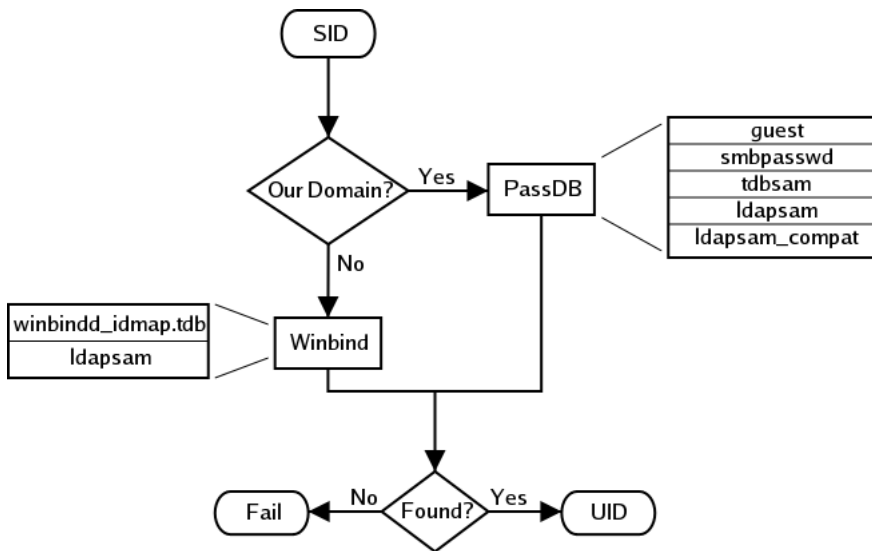 SID
guest
smbpasswd
tdbsam
ldapsam
ldapsam_compat
Our Domain?
Yes
PassDB
No
winbindd_idmap.tdb
ldapsam
Winbind
Fail
No
Found?
Yes
UID